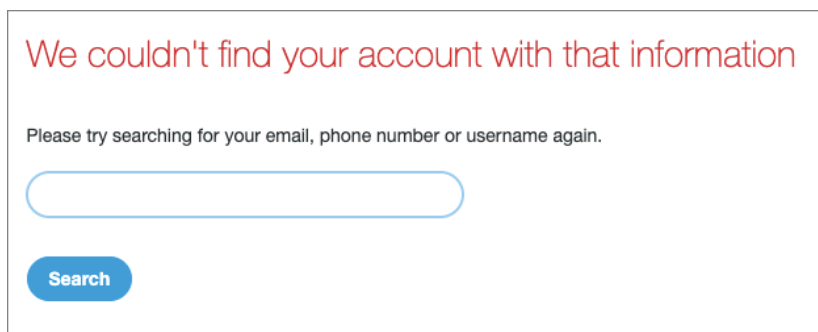 We couldn't find your account with that information
Please try searching for your email, phone number or username again.
Search